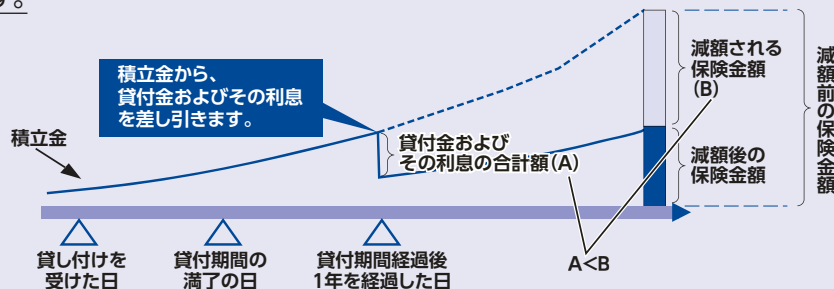 す。
積立金から、
貸付金およびその利息
を差し引きます。
積立金
貸付金および
その利息の合計額(A)
減額される
保険金額
(B)
減額後の
保険金額
減額前の保険金額
貸し付けを
受けた日
貸付期間の
満了の日
貸付期間経過後
1年を経過した日
A<B